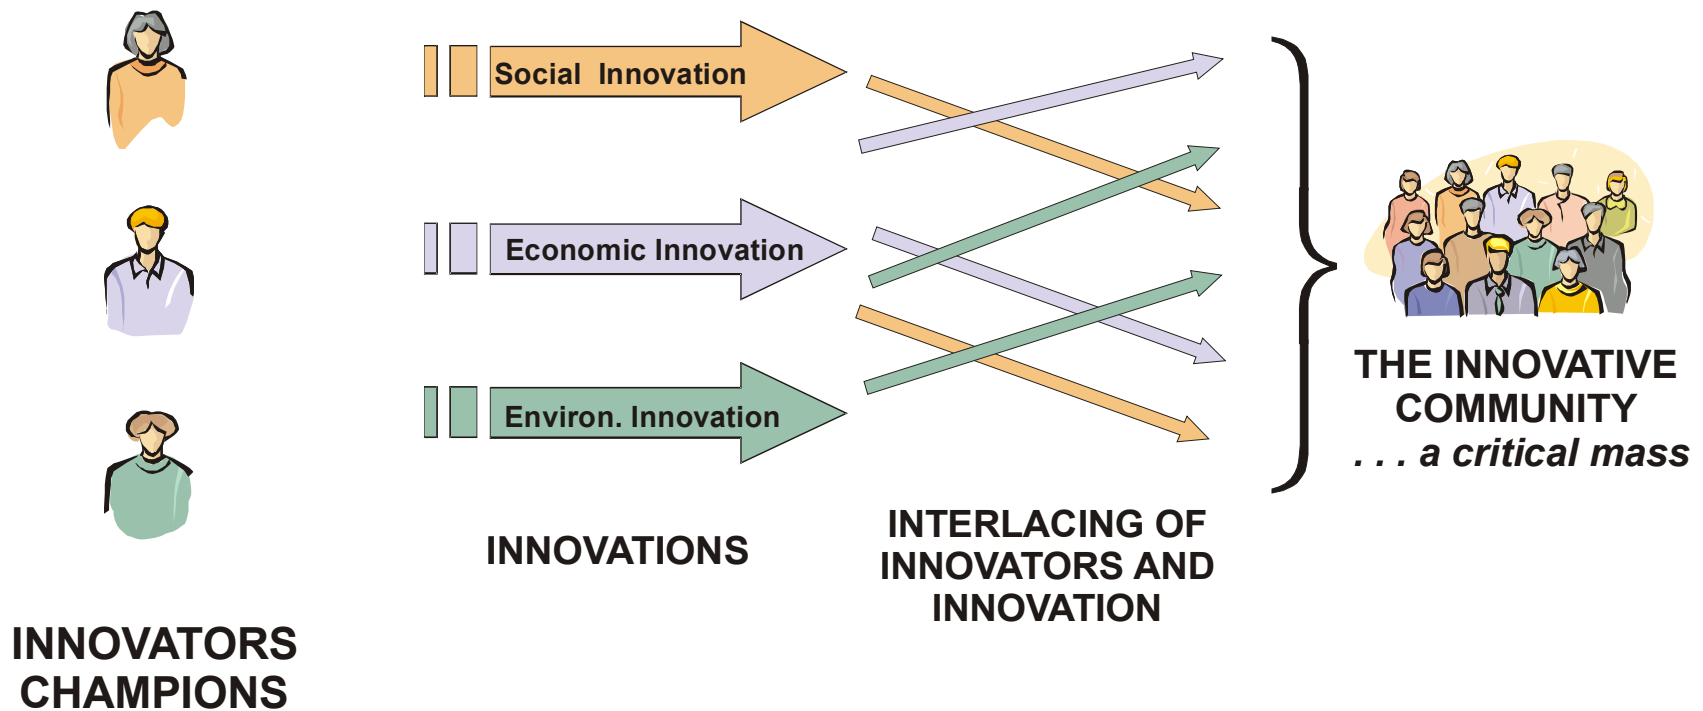 Social Innovation
Economic Innovation
Environ. Innovation
INNOVATORS
CHAMPIONS
INNOVATIONS
INTERLACING OF
INNOVATORS AND
INNOVATION
THE INNOVATIVE
COMMUNITY
. . . a critical mass